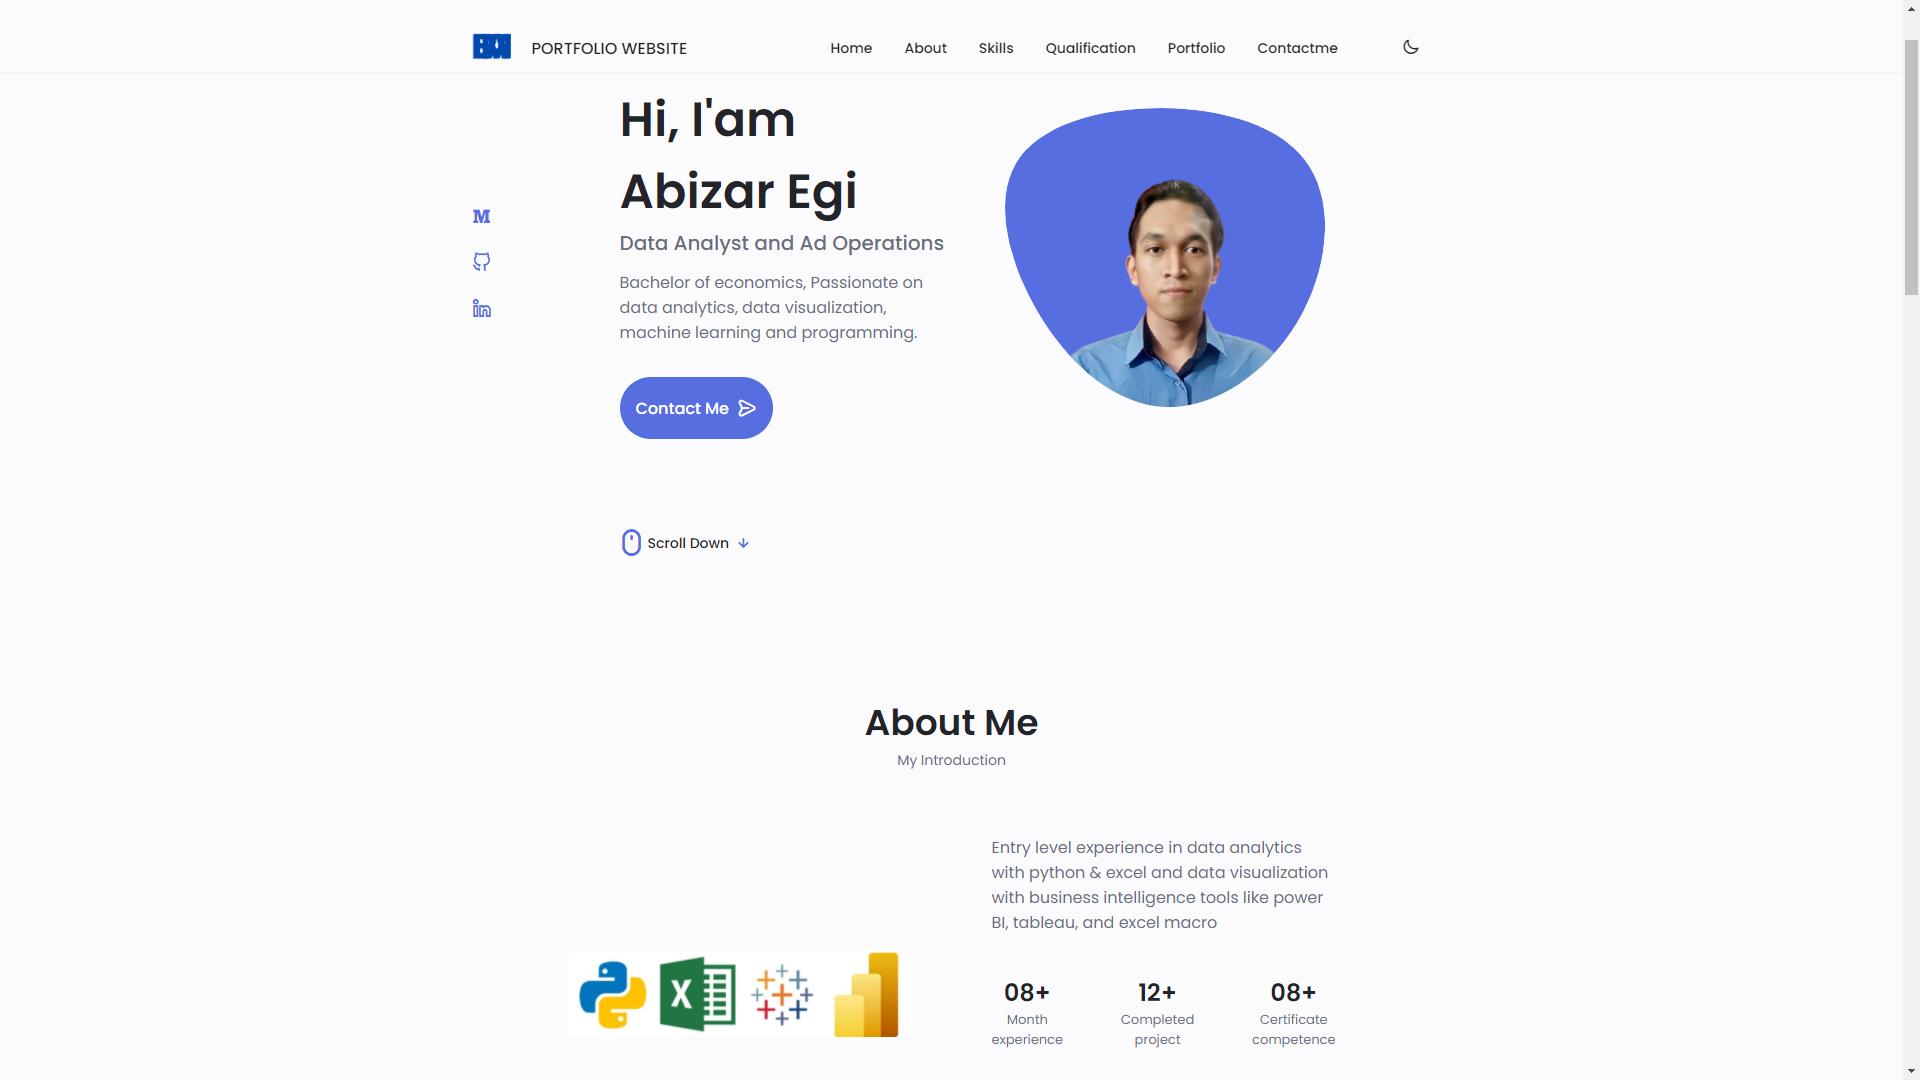 PORTFOLIO WEBSITE
Home About Skills Qualification Portfolio Contactme
Hi, I'am
Abizar Egi
Data Analyst and Ad Operations
Bachelor of economics, Passionate on
data analytics, data visualization,
machine learning and programming.
Contact Me
Scroll Down
About Me
My Introduction
Entry level experience in data analytics
with python & excel and data visualization
with business intelligence tools like power
BI, tableau, and excel macro
08+
Month
experience
12+
Completed
project
08+
Certificate
competence